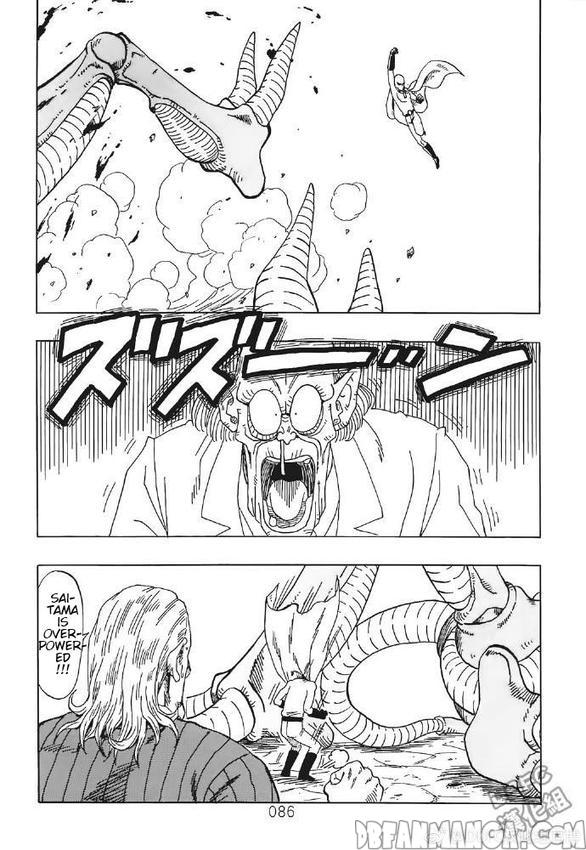 ズズーーン
SAI-
TAMA
IS
OVER-
POWER-
ED
!!!
086
DBFANMANGA.COM